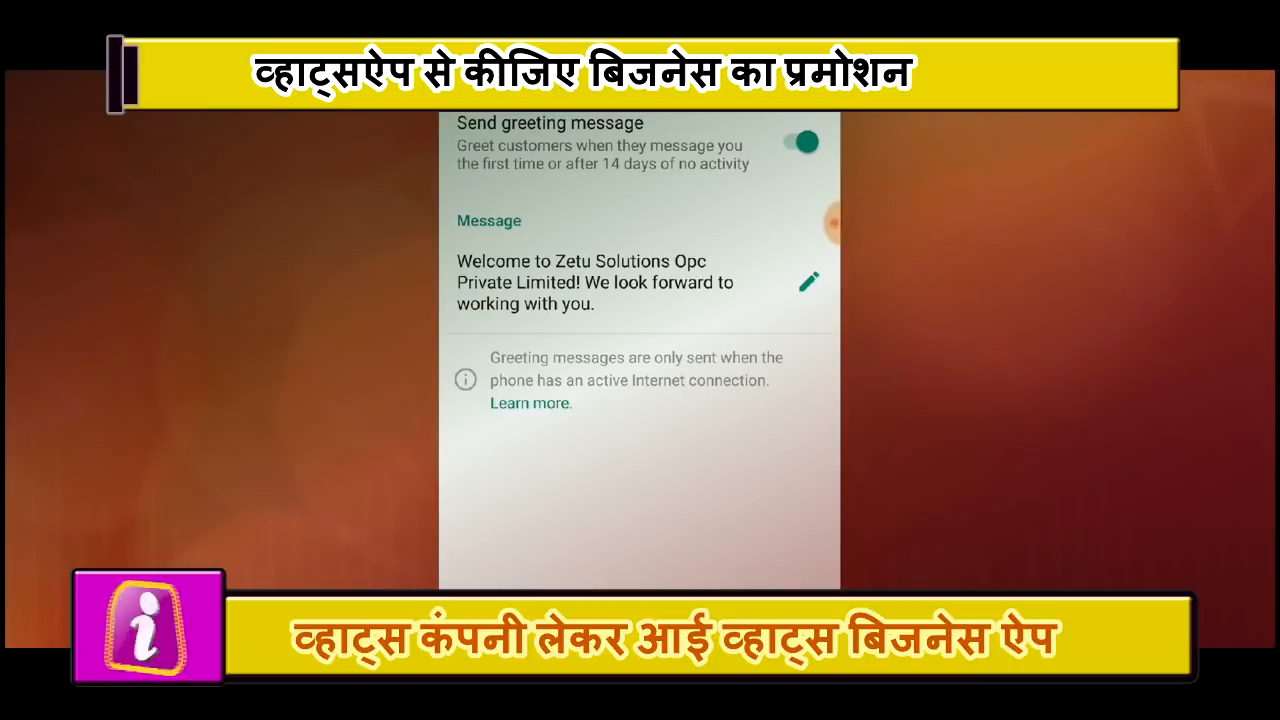 व्हाट्सऐप से कीजिए बिजनेस का प्रमोशन
Send greeting message
Greet customers when they message you
the first time or after 14 days of no activity
Message
Welcome to Zetu Solutions Opc
Private Limited! We look forward to
working with you.
Greeting messages are only sent when the
phone has an active Internet connection.
Learn more.
व्हाट्स कंपनी लेकर आई व्हाट्स बिजनेस ऐप